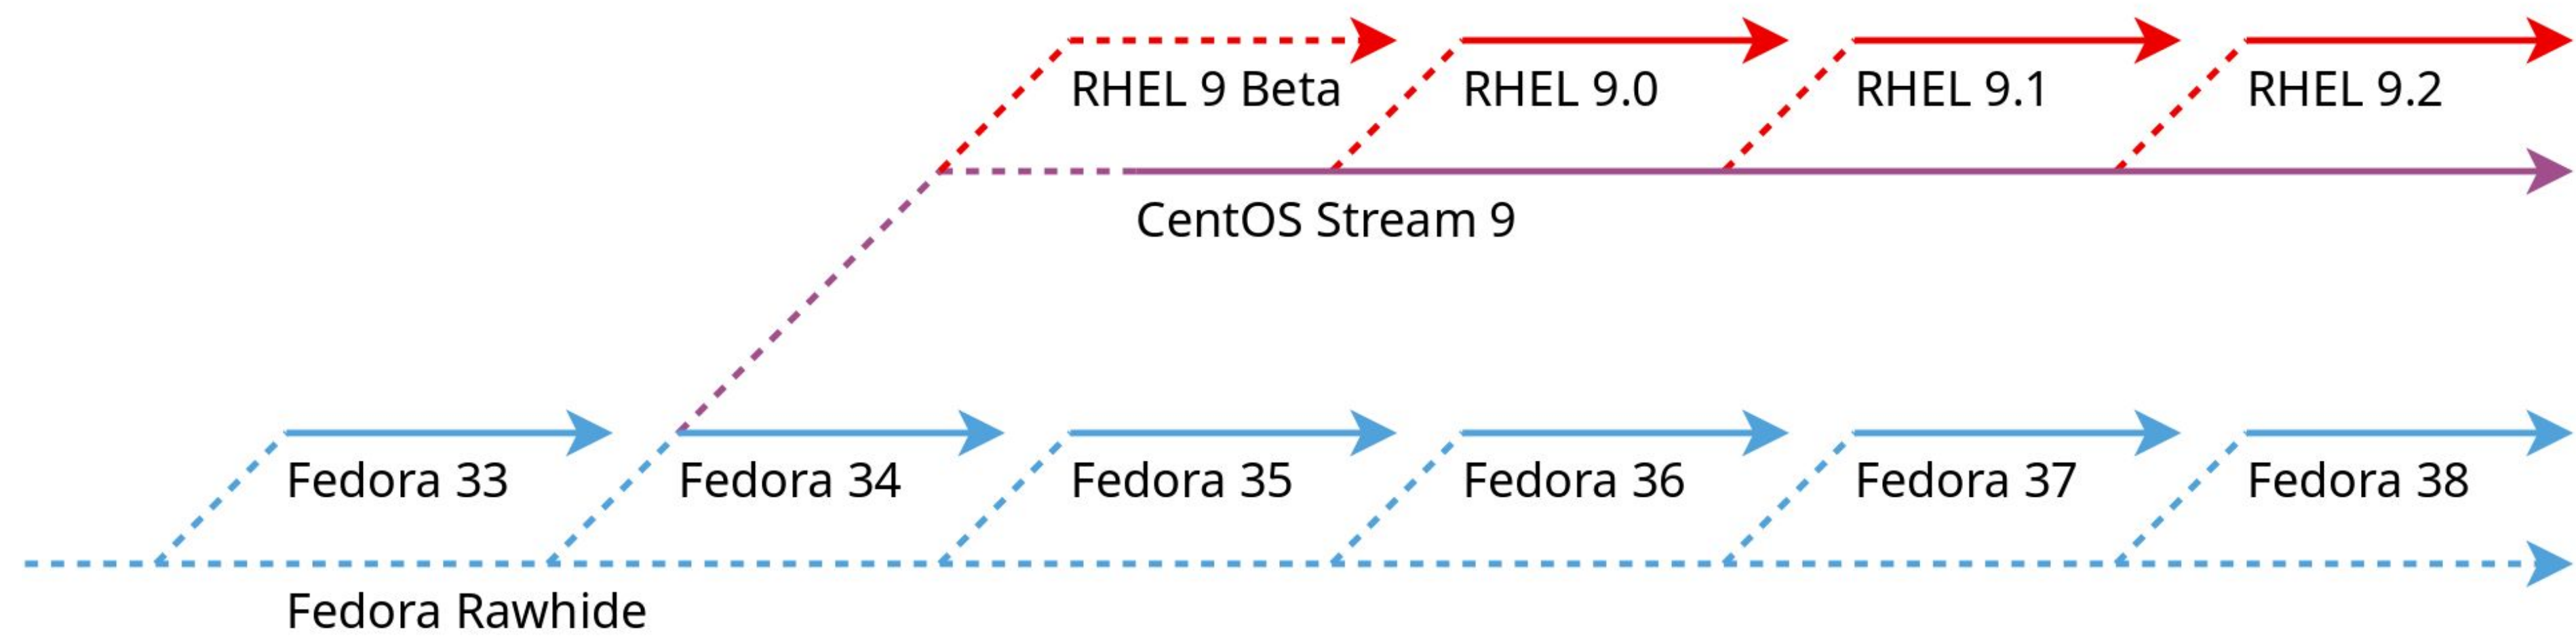 RHEL 9 Beta
RHEL 9.0
RHEL 9.1
RHEL 9.2
CentOS Stream 9
Fedora 33
Fedora 34
Fedora 35
Fedora 36
Fedora 37
Fedora 38
Fedora Rawhide